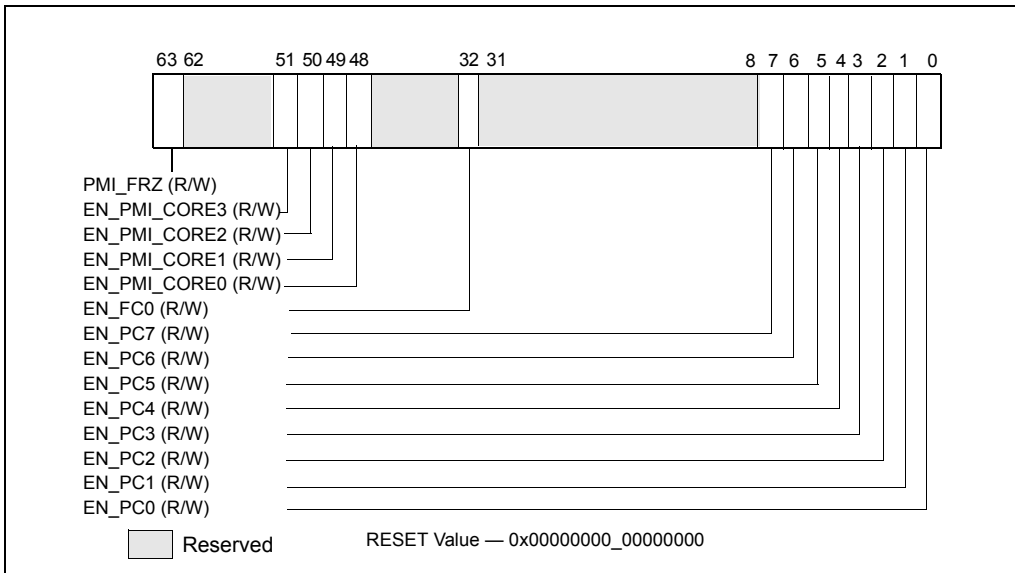 63 62 51 50 49 48 32 31 8 7 6 5 4 3 2 1 0
PMI_FRZ (R/W)
EN_PMI_CORE3 (R/W)
EN_PMI_CORE2 (R/W)
EN_PMI_CORE1 (R/W)
EN_PMI_CORE0 (R/W)
EN_FC0 (R/W)
EN_PC7 (R/W)
EN_PC6 (R/W)
EN_PC5 (R/W)
EN_PC4 (R/W)
EN_PC3 (R/W)
EN_PC2 (R/W)
EN_PC1 (R/W)
EN_PC0 (R/W)
Reserved RESET Value — 0x00000000_00000000